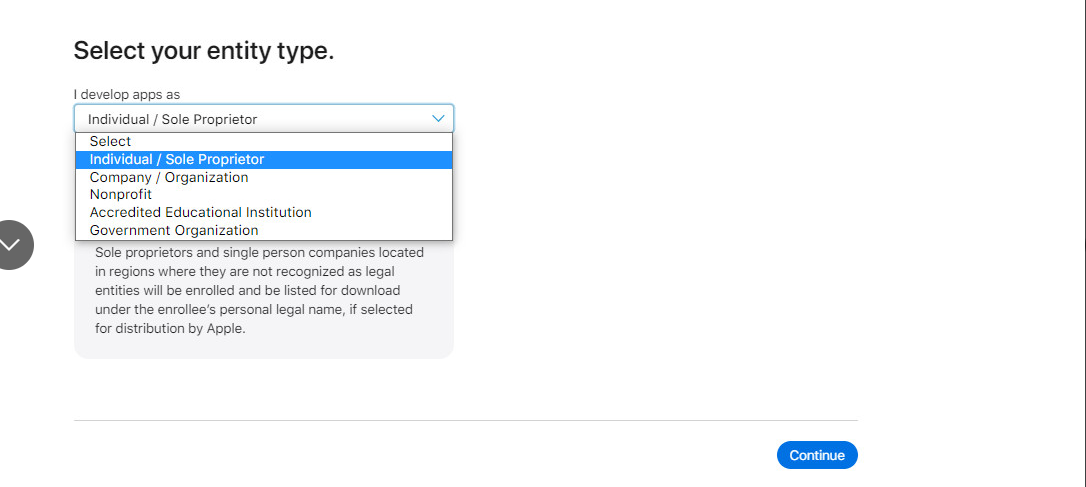 Select your entity type.
I develop apps as
Individual / Sole Proprietor
Select
Individual / Sole Proprietor
Company / Organization
Nonprofit
Accredited Educational Institution
Government Organization
Sole proprietors and single person companies located
in regions where they are not recognized as legal
entities will be enrolled and be listed for download
under the enrollee’s personal legal name, if selected
for distribution by Apple.
Continue